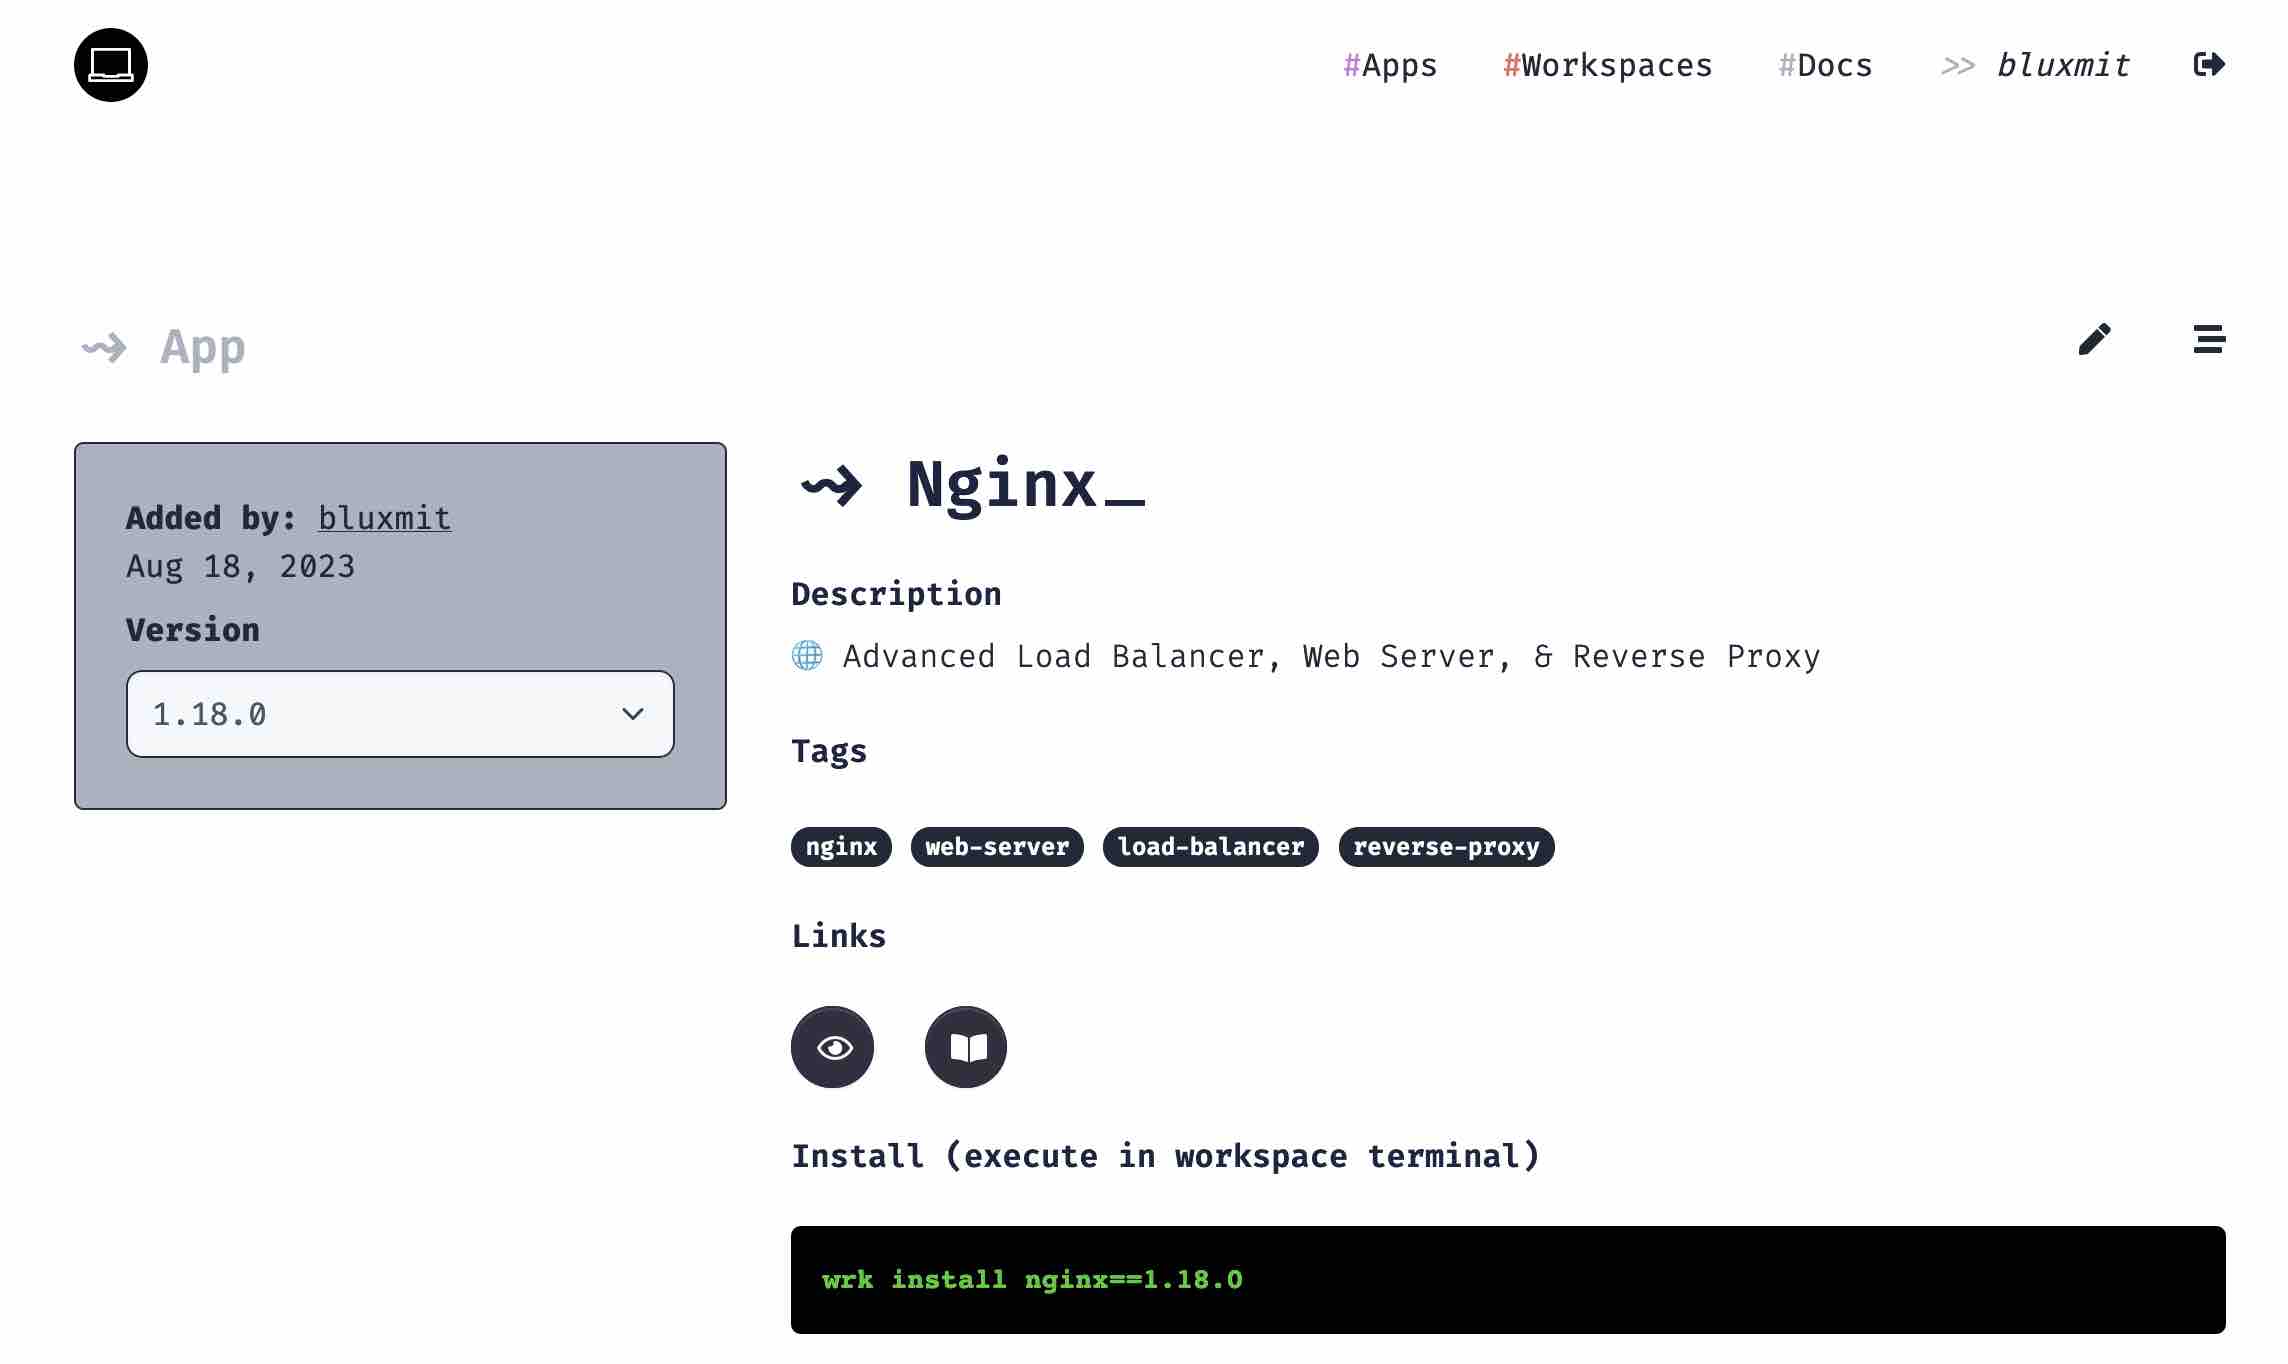 #Apps #Workspaces #Docs >> bluxmit
⇝ App
Added by: bluxmit
Aug 18, 2023
Version
1.18.0
⇝ Nginx_
Description
🌐 Advanced Load Balancer, Web Server, & Reverse Proxy
Tags
nginx web-server load-balancer reverse-proxy
Links
Install (execute in workspace terminal)
wrk install nginx==1.18.0